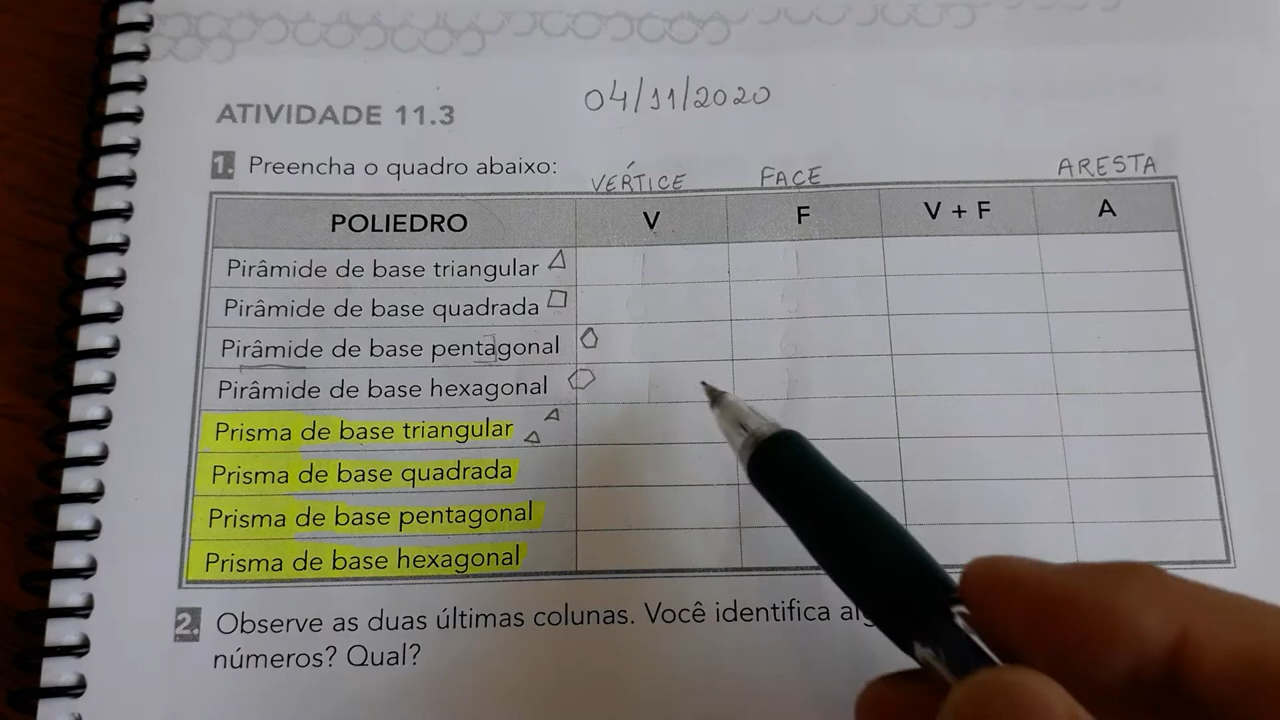 04/11/2020
ATIVIDADE 11.3
1. Preencha o quadro abaixo:
VÉRTICE FACE ARESTA
POLIEDRO V F V + F A
Pirâmide de base triangular
Pirâmide de base quadrada
Pirâmide de base pentagonal
Pirâmide de base hexagonal
Prisma de base triangular
Prisma de base quadrada
Prisma de base pentagonal
Prisma de base hexagonal
2. Observe as duas últimas colunas. Você identifica
números? Qual?